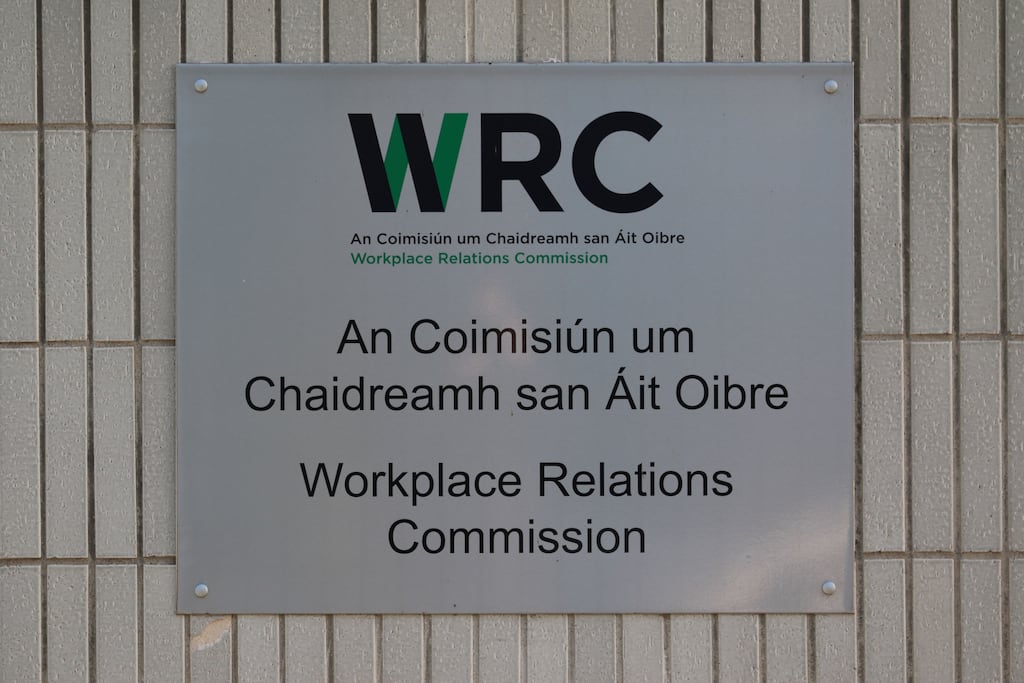 WRC
An Coimisiún um Chaidreamh san Áit Oibre
Workplace Relations Commission
An Coimisiún um
Chaidreamh san Áit Oibre
Workplace Relations
Commission